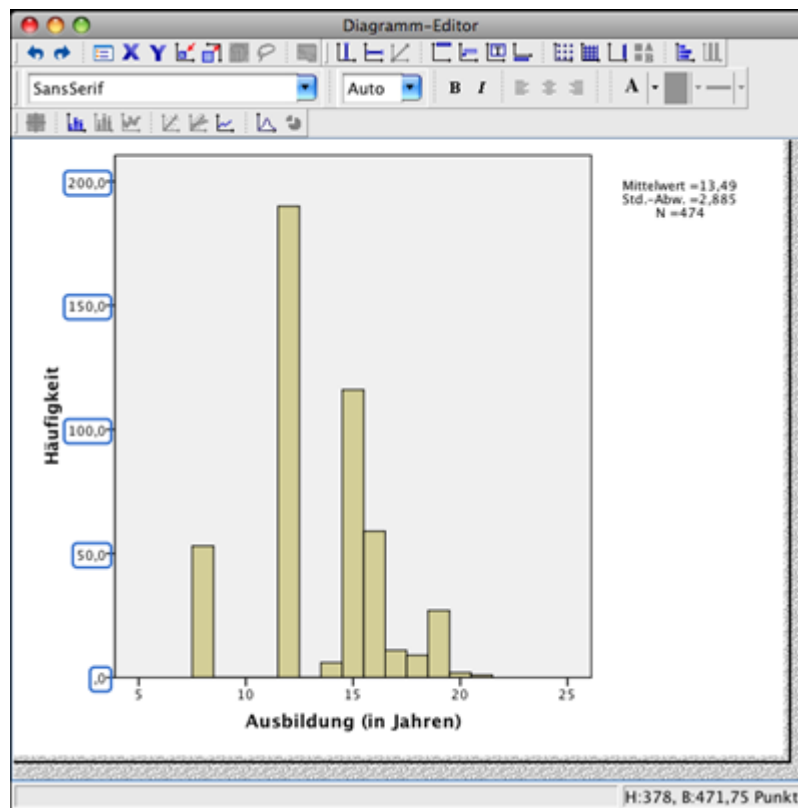 Diagramm-Editor
X Y
SansSerif
Auto
B I
A
200,0
150,0
100,0
50,0
,0
Häufigkeit
5 10 15 20 25
Ausbildung (in Jahren)
Mittelwert =13,49
Std.-Abw. =2,885
N =474
H:378, B:471,75 Punkt